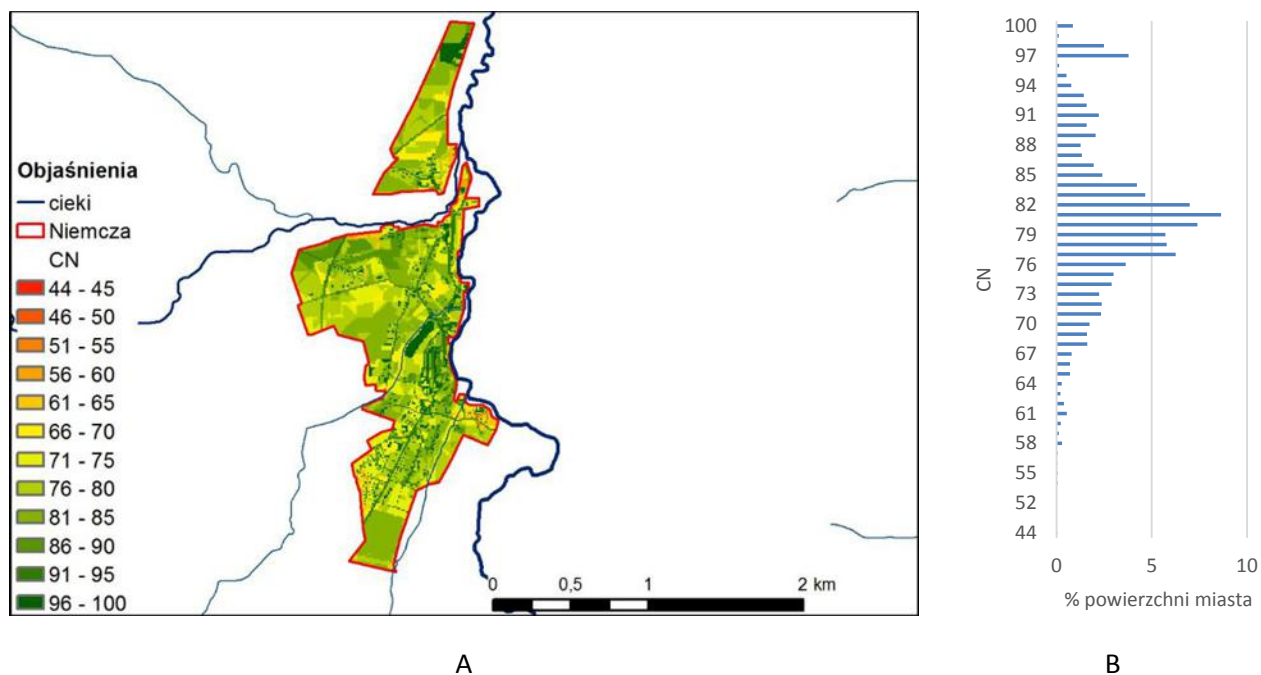 Objaśnienia
cieki
Niemcza
CN
44 - 45
46 - 50
51 - 55
56 - 60
61 - 65
66 - 70
71 - 75
76 - 80
81 - 85
86 - 90
91 - 95
96 - 100
0 0,5 1 2 km
A
100
97
94
91
88
85
82
79
76
73
70
67
64
61
58
55
52
44
CN
0 5 10
% powierzchni miasta
B